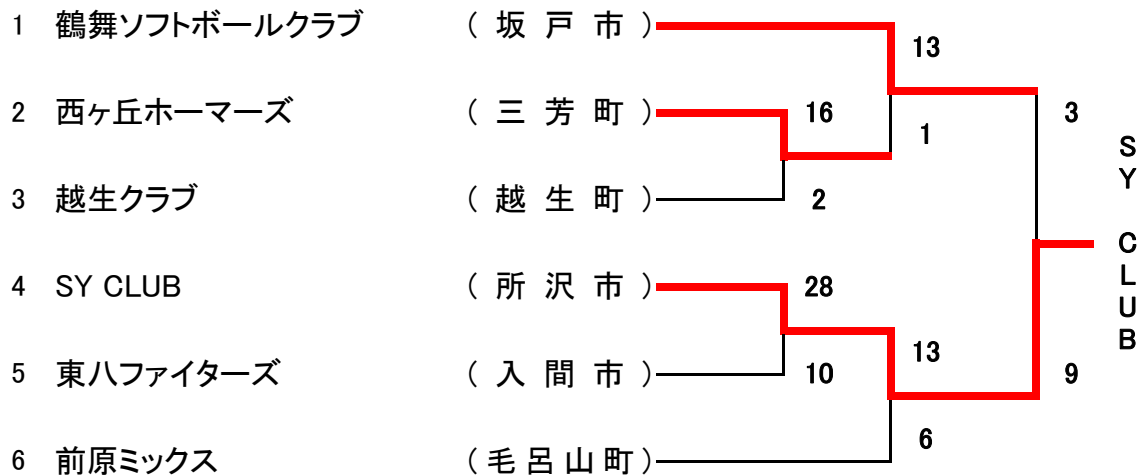 1 鶴舞ソフトボールクラブ ( 坂 戸 市 )
13
2 西ヶ丘ホーマーズ ( 三 芳 町 ) 16 3
1
3 越生クラブ ( 越 生 町 ) 2
SY CLUB
4 SY CLUB ( 所 沢 市 ) 28
13
5 東八ファイターズ ( 入 間 市 ) 10 9
6
6 前原ミックス ( 毛 呂 山 町 )